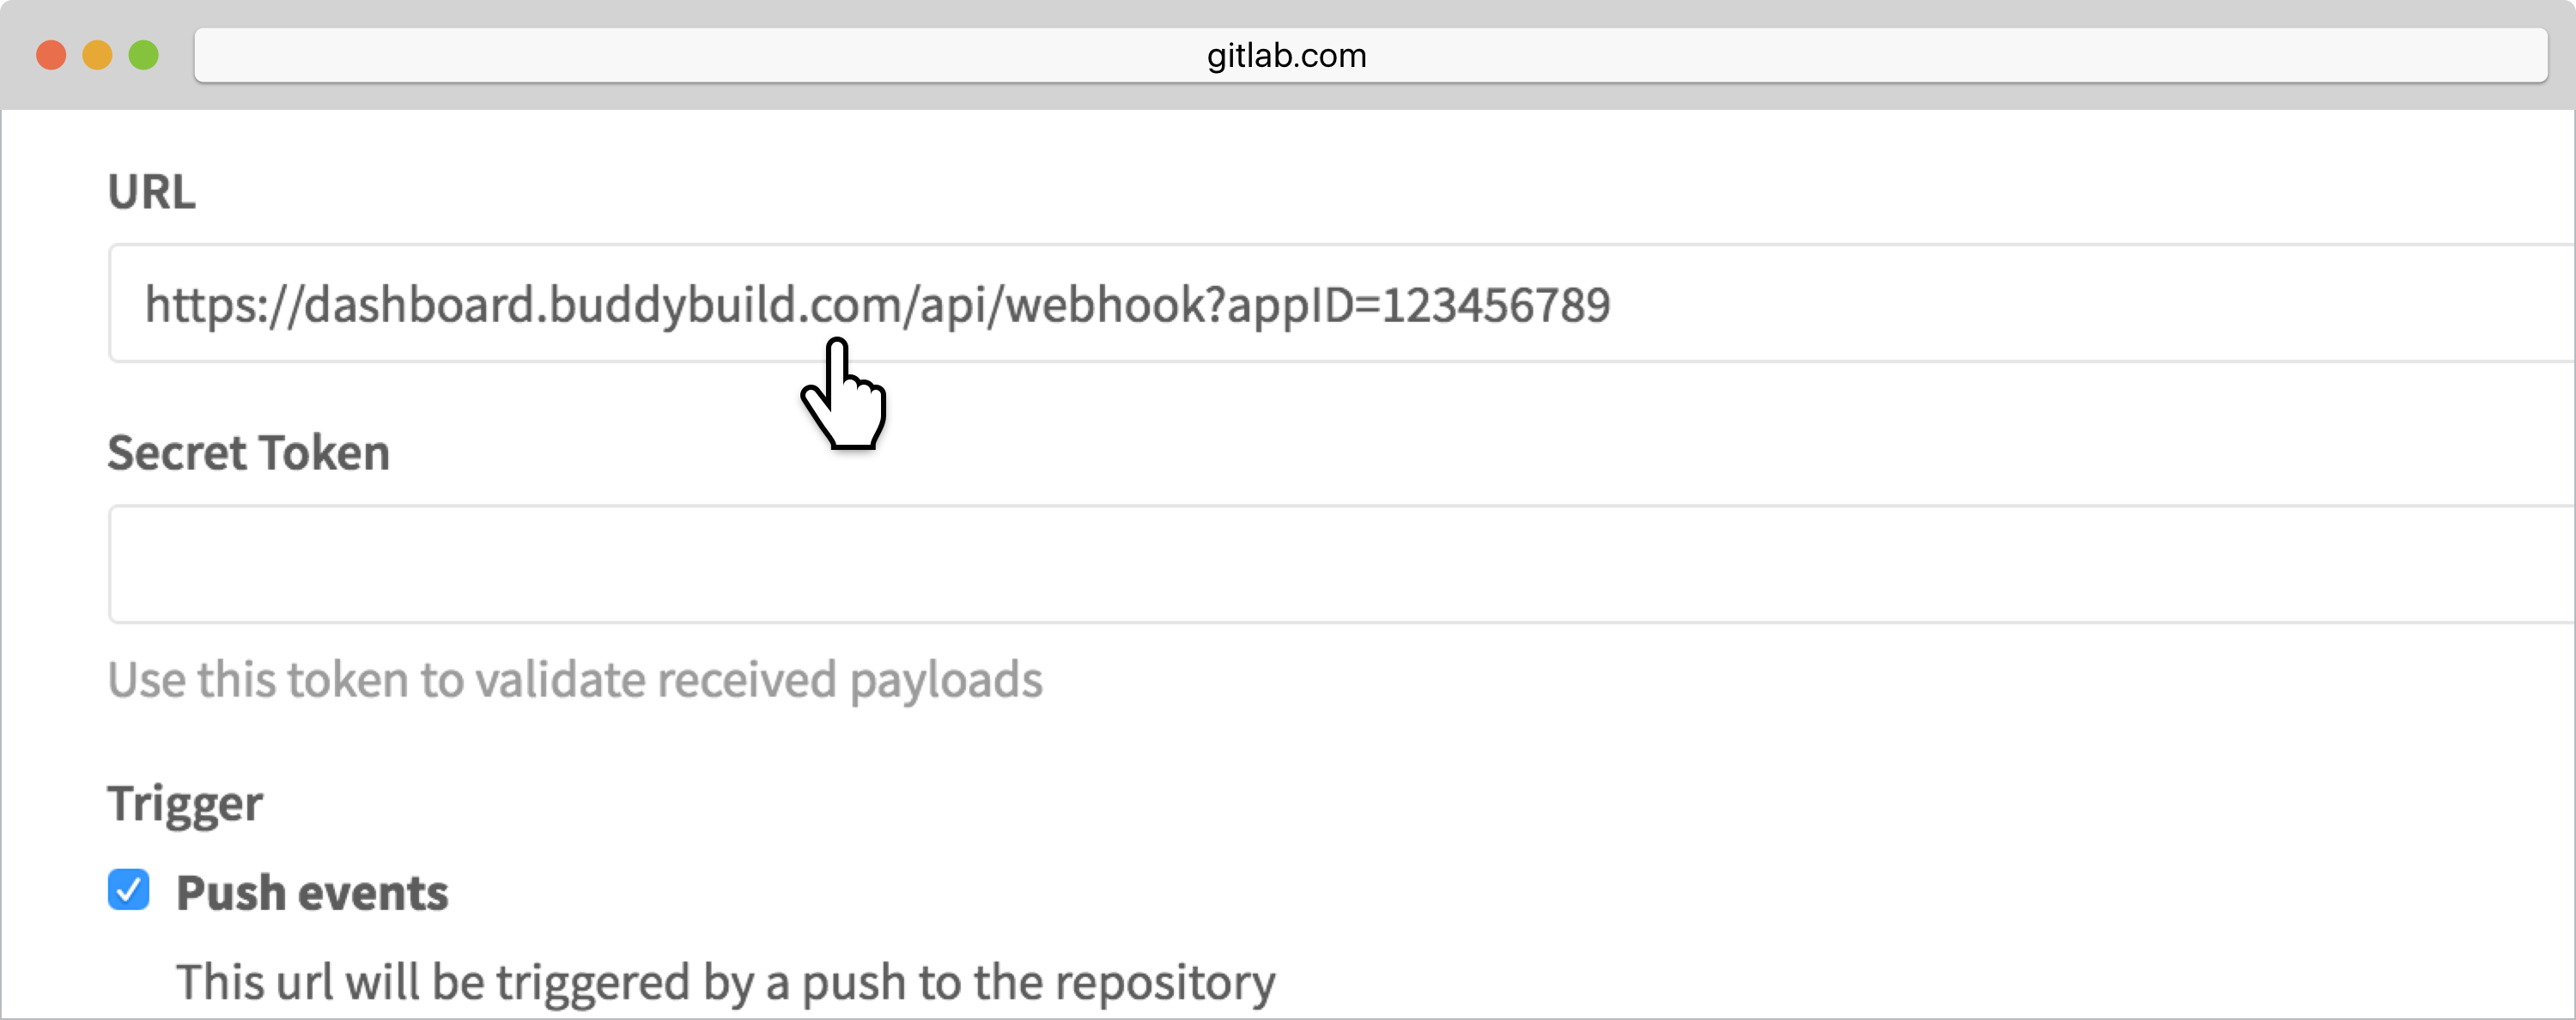 gitlab.com
URL
https://dashboard.buddybuild.com/api/webhook?appID=123456789
Secret Token
Use this token to validate received payloads
Trigger
Push events
This url will be triggered by a push to the repository